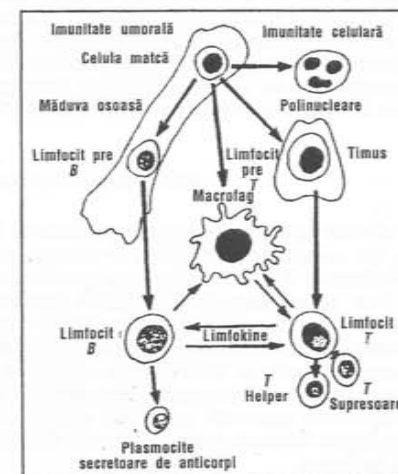 Imunitate umorală
Imunitate celulară
Celula matcă
Măduva osoasă
Polinucleare
Limfocit pre
B
Limfocit
pre
T
Timus
Macrofag
Limfocit
B
Limfokine
Limfocit
T
T
Helper
T
Supresoare
Plasmocite
secretoare de anticorpi